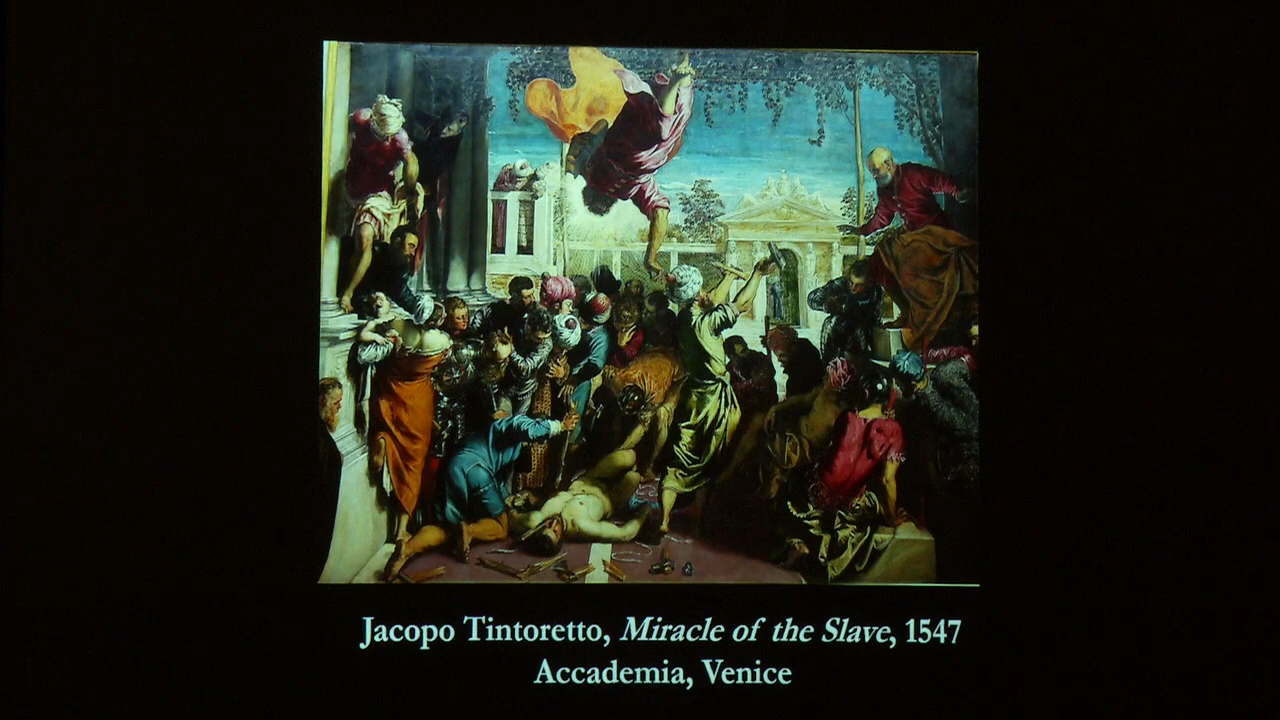 Jacopo Tintoretto, Miracle of the Slave, 1547
Accademia, Venice